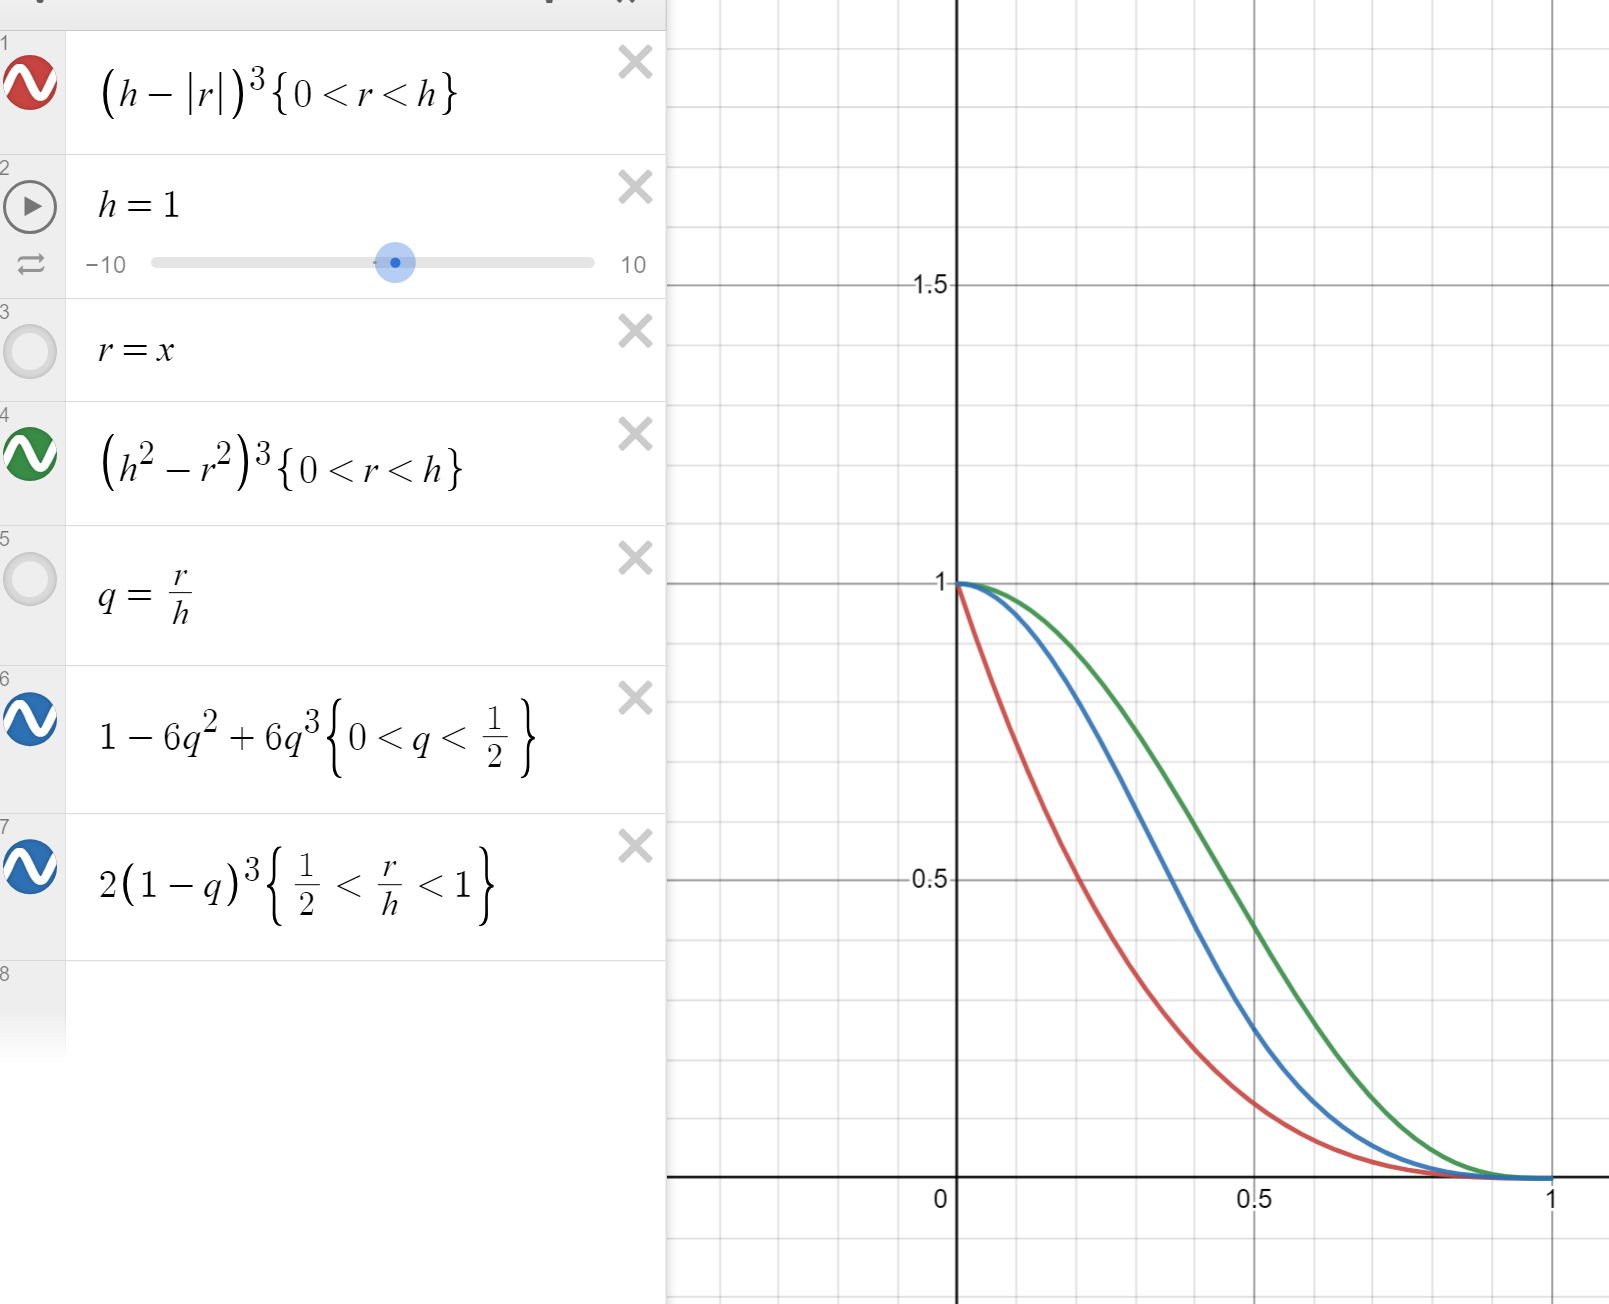 1
(h − |r|)³{0 < r < h}
2
h = 1
−10 10
3
r = x
4
(h² − r²)³{0 < r < h}
5
q = r/h
6
1 − 6q² + 6q³{0 < q < 1/2}
7
2(1 − q)³{1/2 < r/h < 1}
8
1.5
1
0.5
0 0.5 1